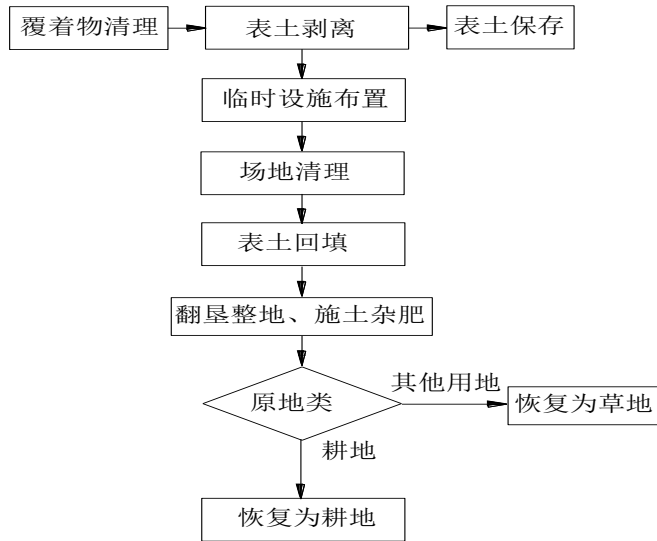 覆着物清理
表土剥离
表土保存
临时设施布置
场地清理
表土回填
翻垦整地、施土杂肥
原地类
其他用地
恢复为草地
耕地
恢复为耕地